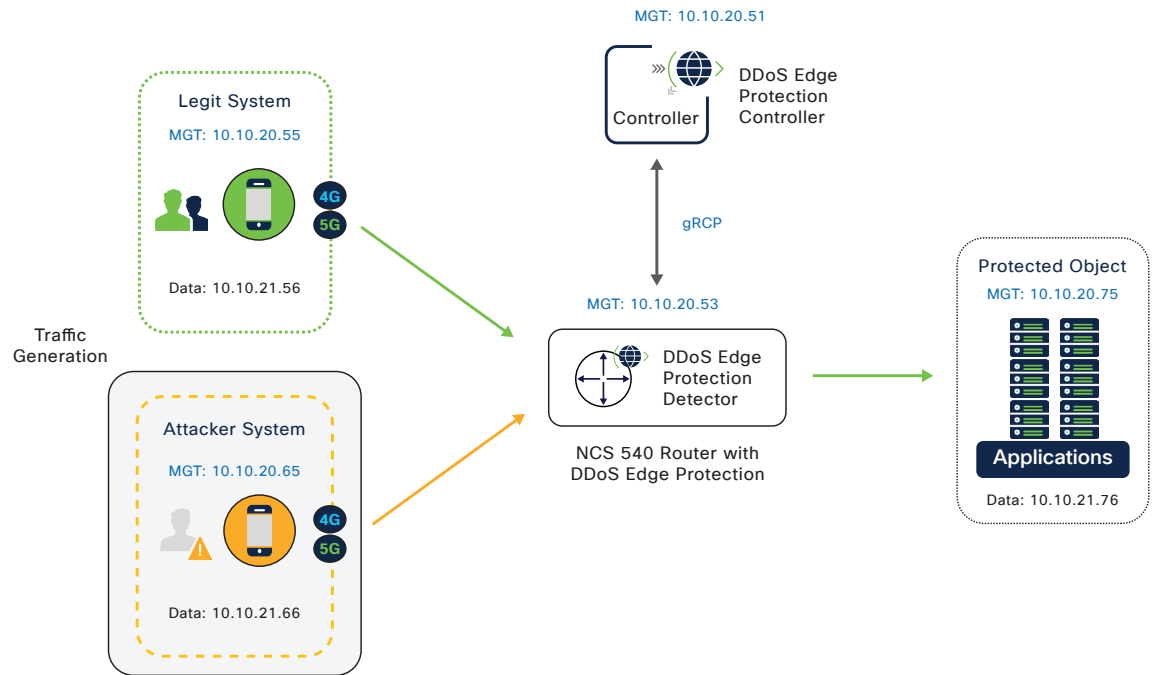 MGT: 10.10.20.51
Controller
DDoS Edge
Protection
Controller
Legit System
MGT: 10.10.20.55
4G
5G
Data: 10.10.21.56
gRCP
Traffic
Generation
Attacker System
MGT: 10.10.20.65
4G
5G
Data: 10.10.21.66
MGT: 10.10.20.53
DDoS Edge
Protection
Detector
NCS 540 Router with
DDoS Edge Protection
Protected Object
MGT: 10.10.20.75
Applications
Data: 10.10.21.76